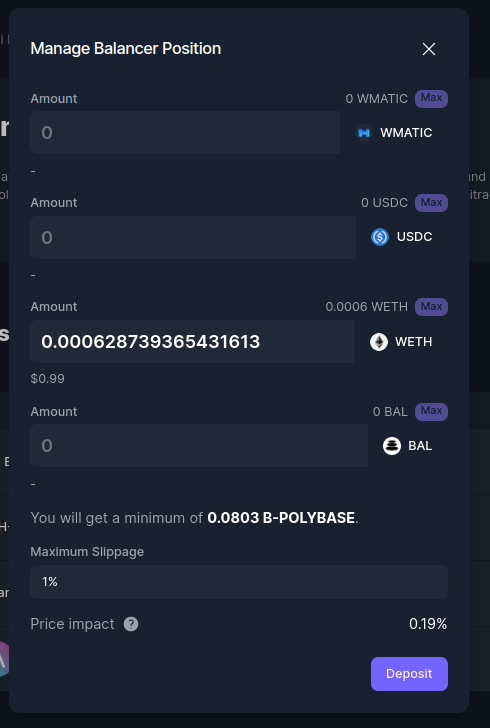 Manage Balancer Position
Amount 0 WMATIC Max
0 WMATIC
-
Amount 0 USDC Max
0 USDC
-
Amount 0.0006 WETH Max
0.000628739365431613 WETH
$0.99
Amount 0 BAL Max
0 BAL
-
You will get a minimum of 0.0803 B-POLYBASE.
Maximum Slippage
1%
Price impact ? 0.19%
Deposit